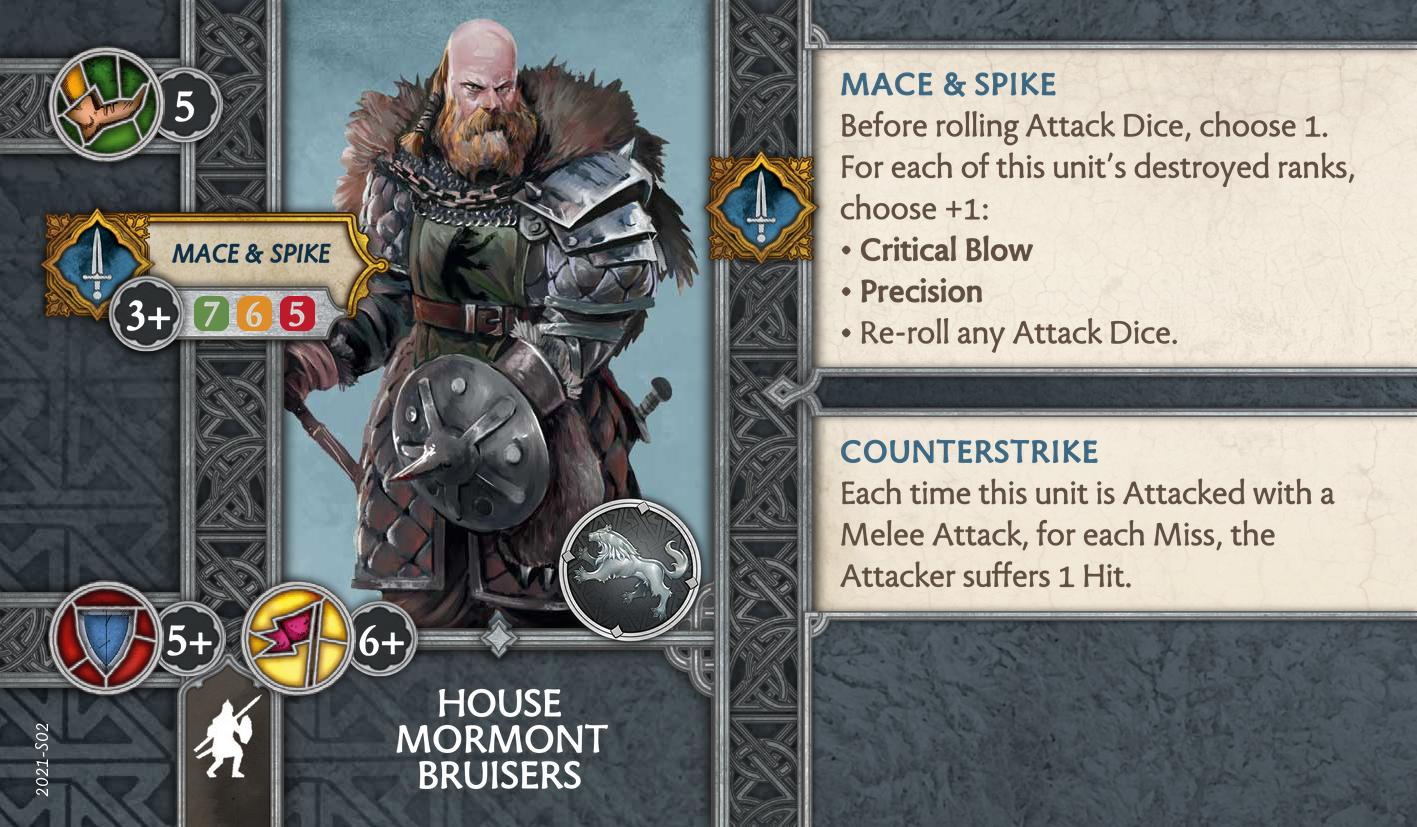 5
MACE & SPIKE
3+ 7 6 5
5+
6+
HOUSE
MORMONT
BRUISERS
2021-S02
MACE & SPIKE
Before rolling Attack Dice, choose 1.
For each of this unit's destroyed ranks,
choose +1:
• Critical Blow
• Precision
• Re-roll any Attack Dice.
COUNTERSTRIKE
Each time this unit is Attacked with a
Melee Attack, for each Miss, the
Attacker suffers 1 Hit.